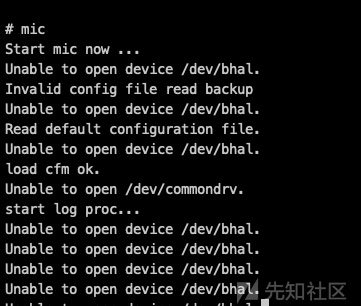 # mic
Start mic now ...
Unable to open device /dev/bhal.
Invalid config file read backup
Unable to open device /dev/bhal.
Read default configuration file.
Unable to open device /dev/bhal.
load cfm ok.
Unable to open /dev/commondrv.
start log proc...
Unable to open device /dev/bhal.
Unable to open device /dev/bhal.
Unable to open device /dev/bhal.
Unable to open device /dev/bhal.
先知社区